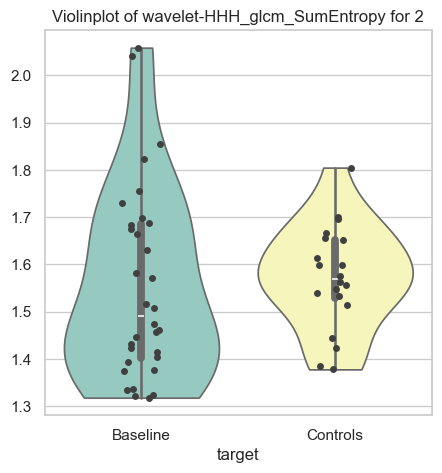 Violinplot of wavelet-HHH_glcm_SumEntropy for 2
2.0
1.9
1.8
1.7
1.6
1.5
1.4
1.3
Baseline
Controls
target